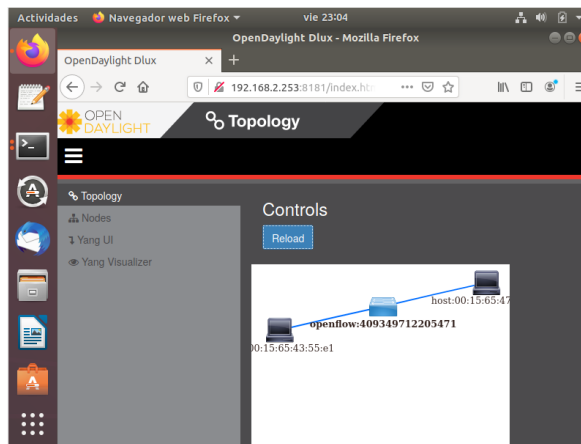 Actividades Navegador web Firefox vie 23:04
OpenDaylight Dlux - Mozilla Firefox
OpenDaylight Dlux
192.168.2.253:8181/index.ht
OPEN
DAYLIGHT
Topology
Topology
Nodes
Yang UI
Yang Visualizer
Controls
Reload
host:00:15:65:47
openflow:409349712205471
00:15:65:43:55:e1